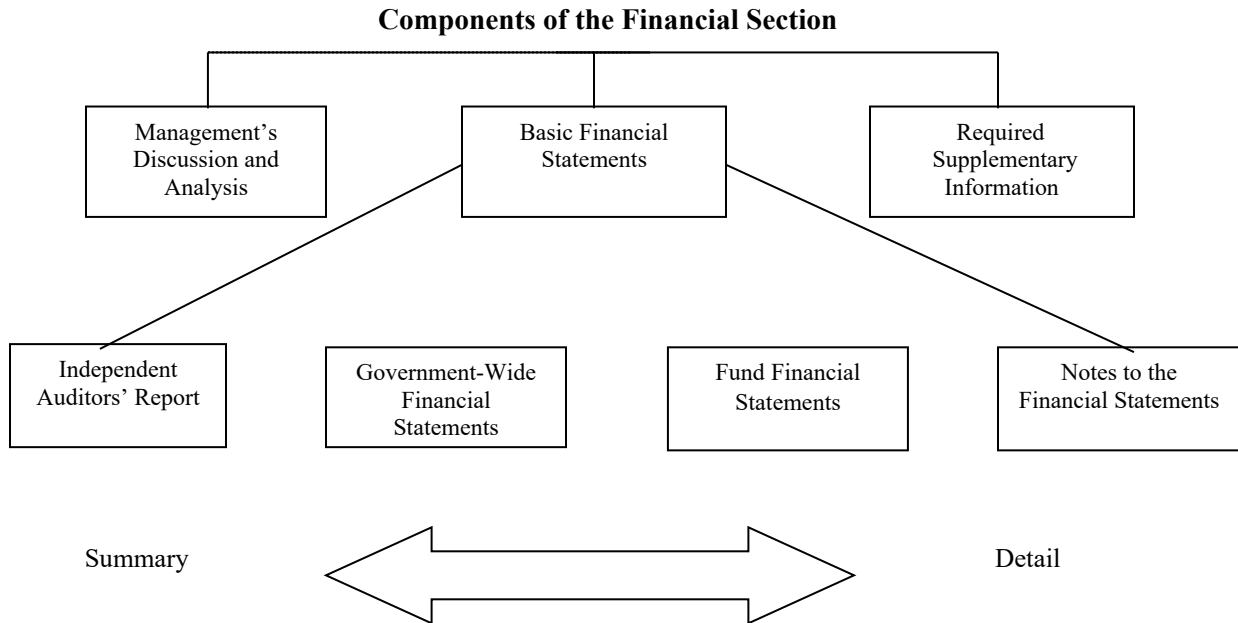 Components of the Financial Section
Management’s
Discussion and
Analysis
Basic Financial
Statements
Required
Supplementary
Information
Independent
Auditors’ Report
Government-Wide
Financial
Statements
Fund Financial
Statements
Notes to the
Financial Statements
Summary
Detail